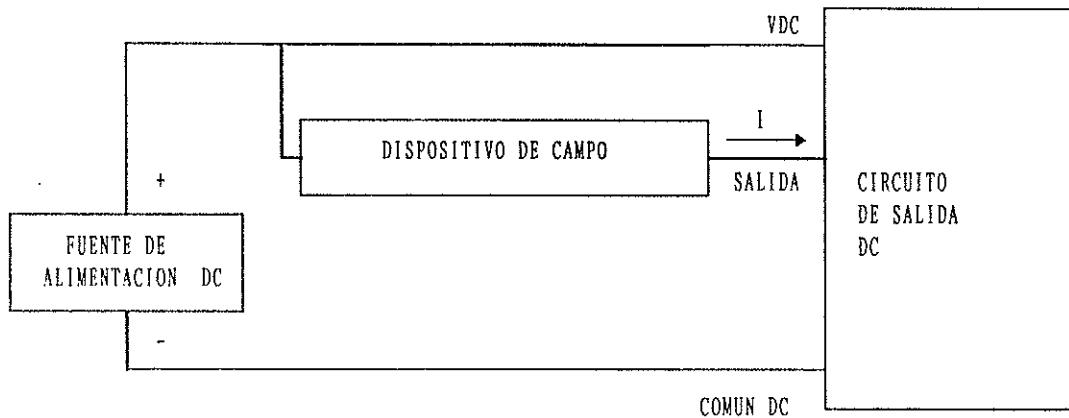 VDC
I
DISPOSITIVO DE CAMPO
SALIDA
CIRCUITO
DE SALIDA
DC
+
FUENTE DE
ALIMENTACION DC
-
COMUN DC